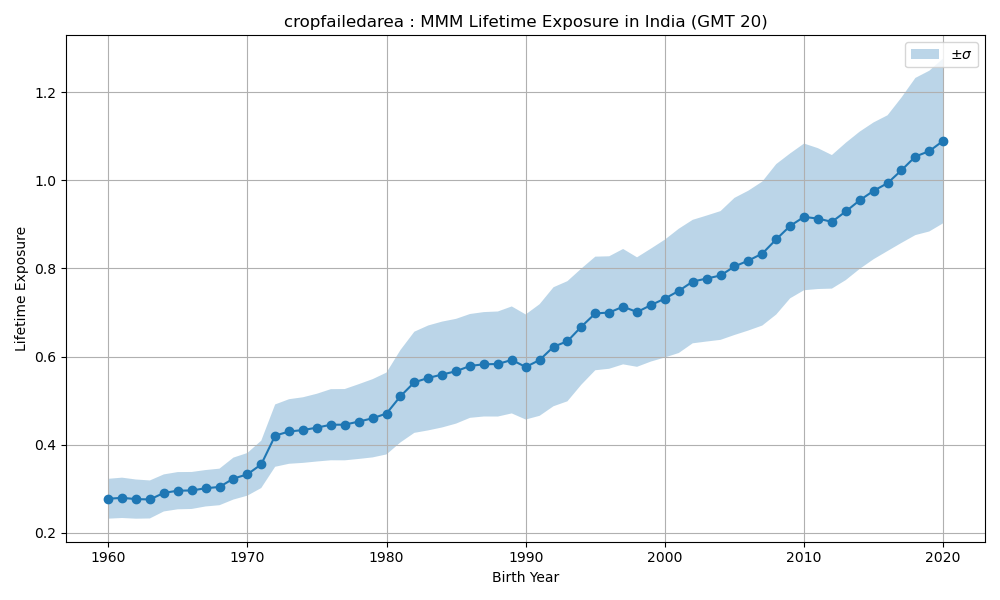 cropfailedarea : MMM Lifetime Exposure in India (GMT 20)
±σ
Lifetime Exposure
1.2
1.0
0.8
0.6
0.4
0.2
1960 1970 1980 1990 2000 2010 2020
Birth Year